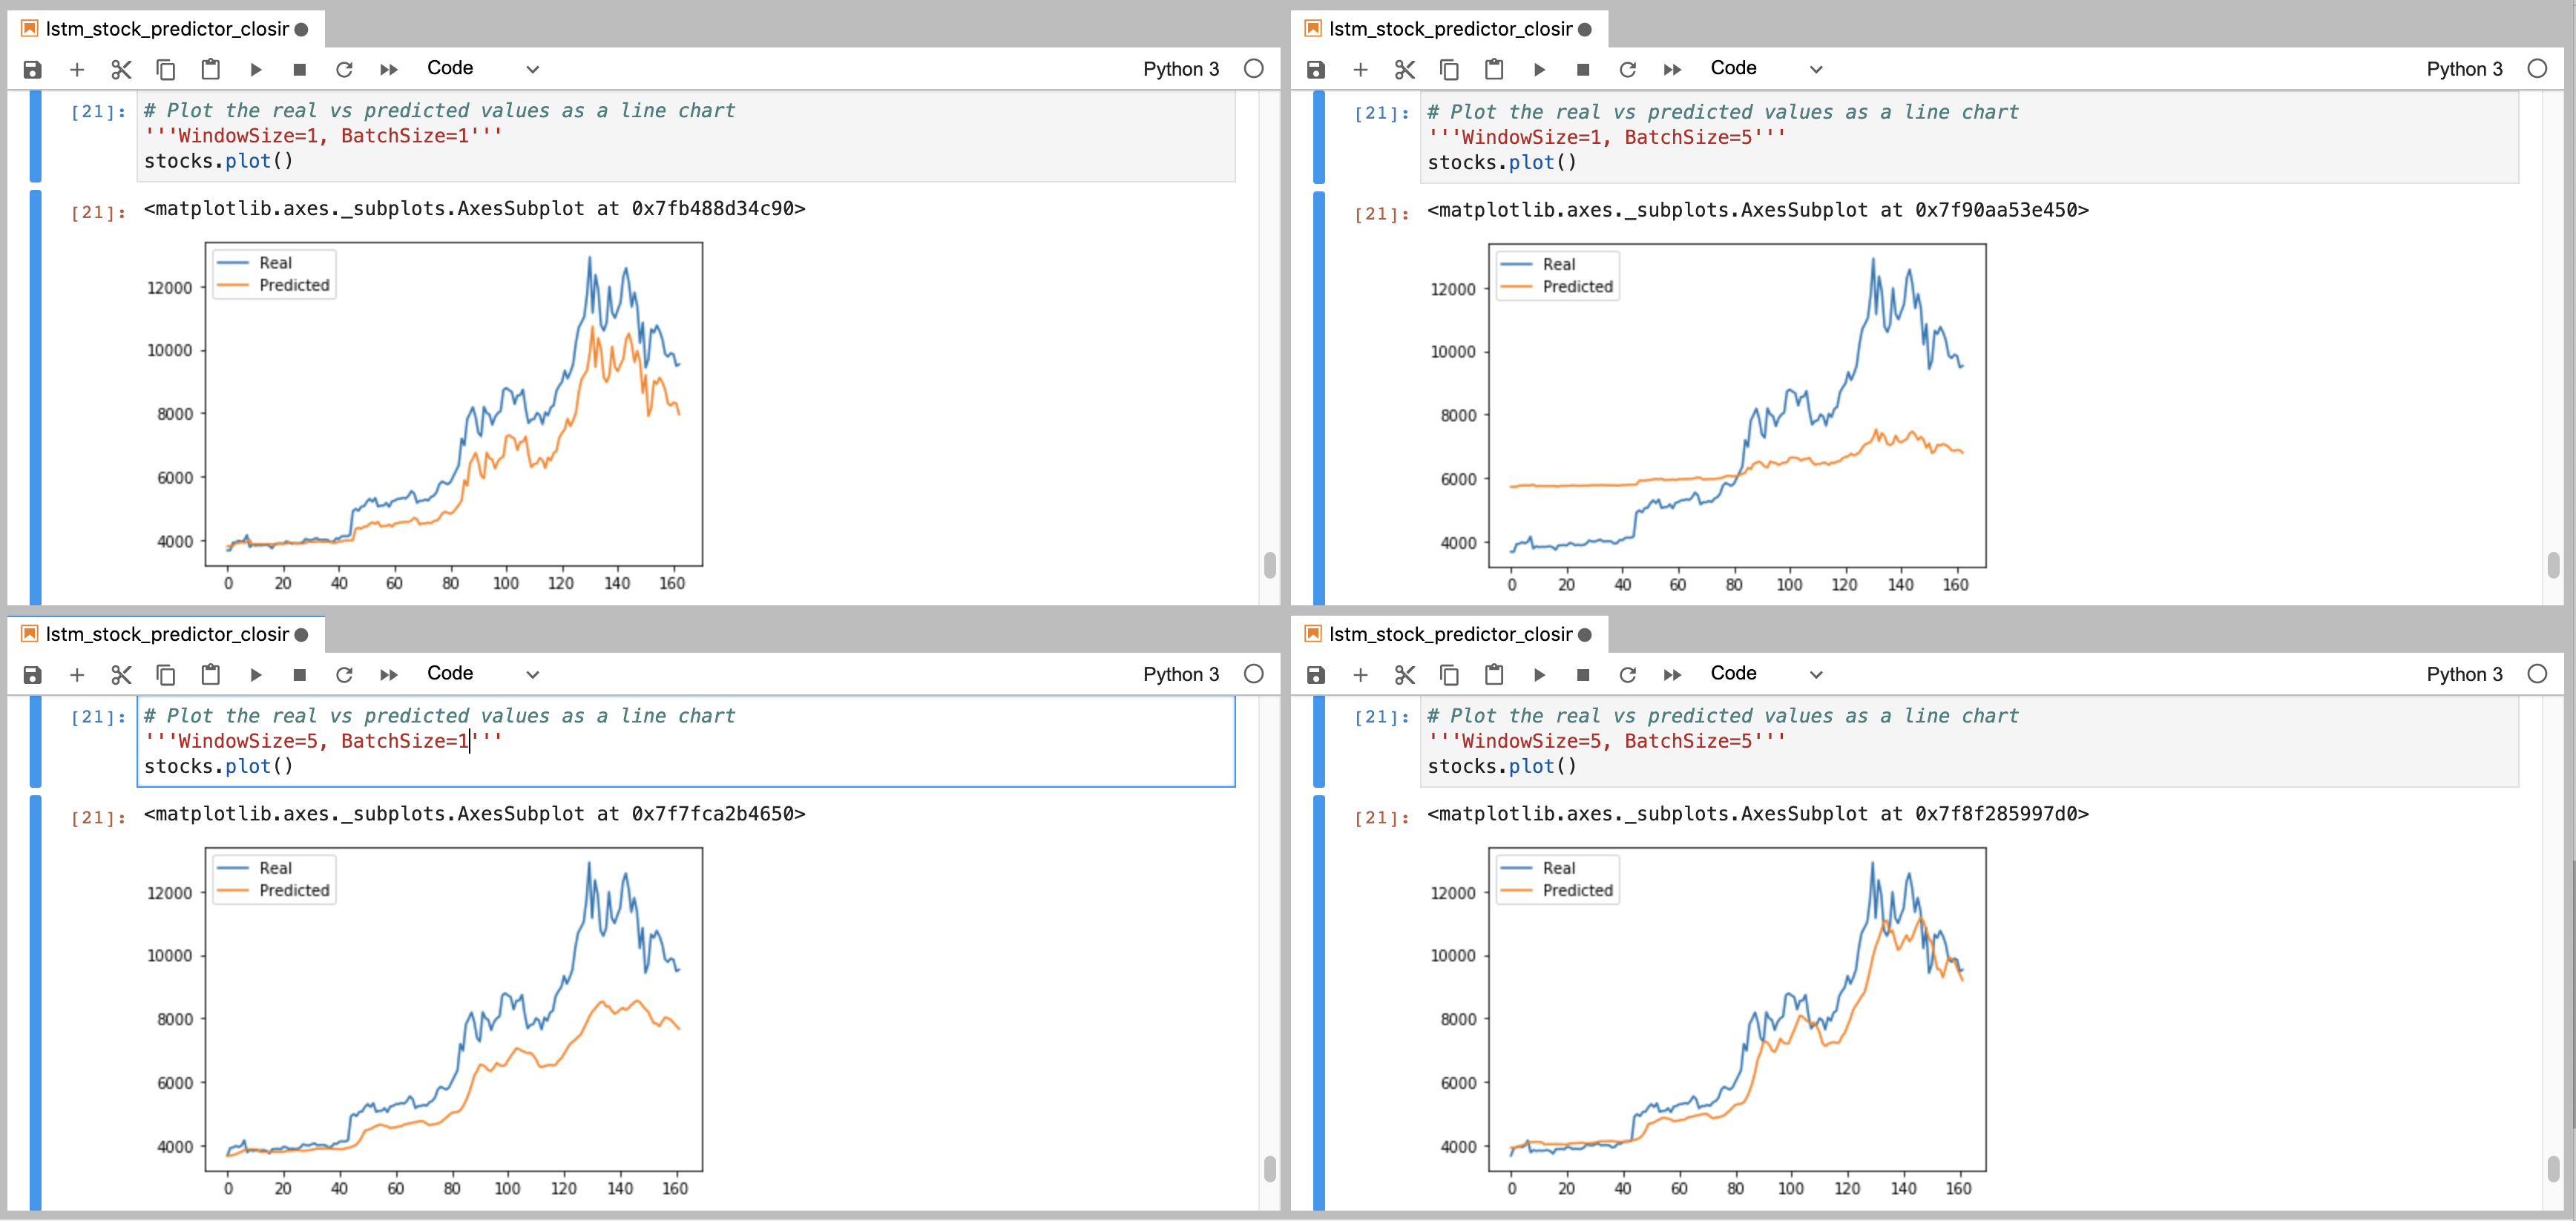 lstm_stock_predictor_closir
Code
Python 3
[21]:
# Plot the real vs predicted values as a line chart
'''WindowSize=1, BatchSize=1'''
stocks.plot()
[21]:
<matplotlib.axes._subplots.AxesSubplot at 0x7fb488d34c90>
Real
Predicted
12000
10000
8000
6000
4000
0 20 40 60 80 100 120 140 160
lstm_stock_predictor_closir
Code
Python 3
[21]:
# Plot the real vs predicted values as a line chart
'''WindowSize=1, BatchSize=5'''
stocks.plot()
[21]:
<matplotlib.axes._subplots.AxesSubplot at 0x7f90aa53e450>
Real
Predicted
12000
10000
8000
6000
4000
0 20 40 60 80 100 120 140 160
lstm_stock_predictor_closir
Code
Python 3
[21]:
# Plot the real vs predicted values as a line chart
'''WindowSize=5, BatchSize=1'''
stocks.plot()
[21]:
<matplotlib.axes._subplots.AxesSubplot at 0x7f7fca2b4650>
Real
Predicted
12000
10000
8000
6000
4000
0 20 40 60 80 100 120 140 160
lstm_stock_predictor_closir
Code
Python 3
[21]:
# Plot the real vs predicted values as a line chart
'''WindowSize=5, BatchSize=5'''
stocks.plot()
[21]:
<matplotlib.axes._subplots.AxesSubplot at 0x7f8f285997d0>
Real
Predicted
12000
10000
8000
6000
4000
0 20 40 60 80 100 120 140 160